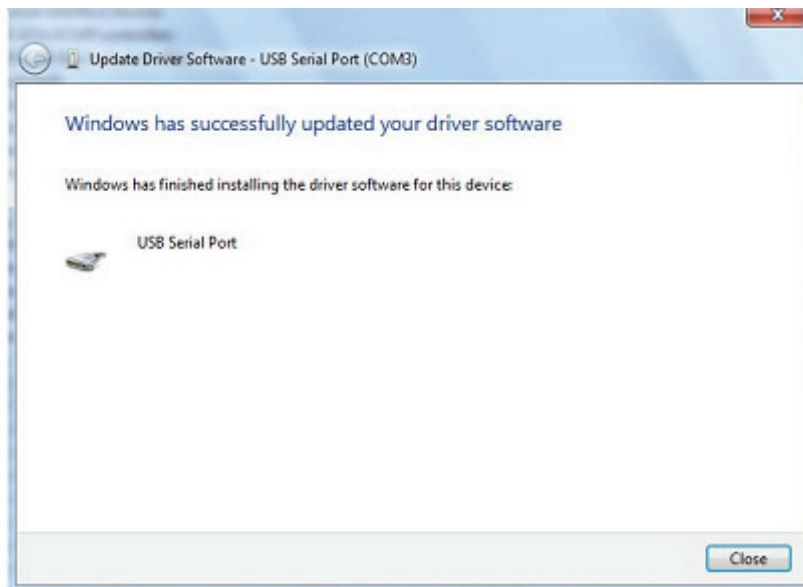 Update Driver Software - USB Serial Port (COM3)
Windows has successfully updated your driver software
Windows has finished installing the driver software for this device:
USB Serial Port
Close